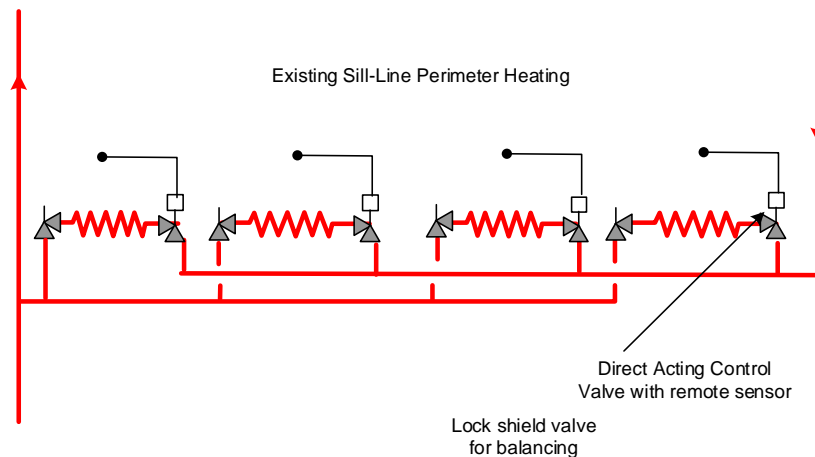 Existing Sill-Line Perimeter Heating
Direct Acting Control
Valve with remote sensor
Lock shield valve
for balancing